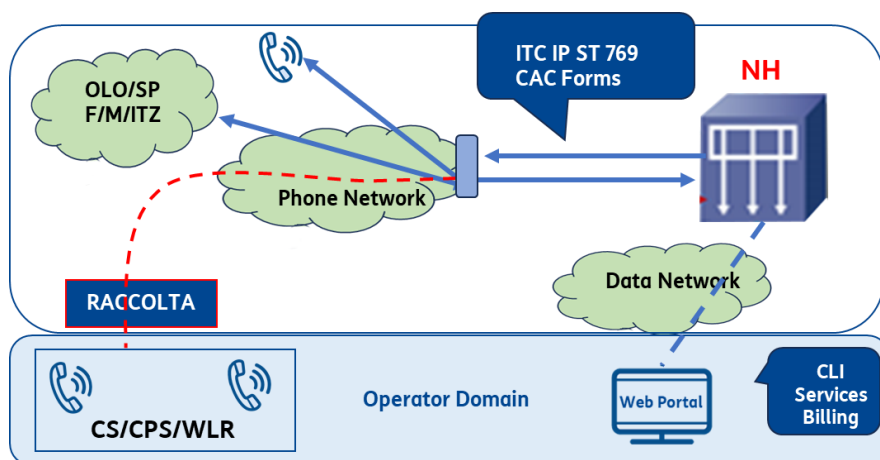 OLO/SP
F/M/ITZ
ITC IP ST 769
CAC Forms
NH
Phone Network
Data Network
RACCOLTA
CS/CPS/WLR
Operator Domain
Web Portal
CLI
Services
Billing